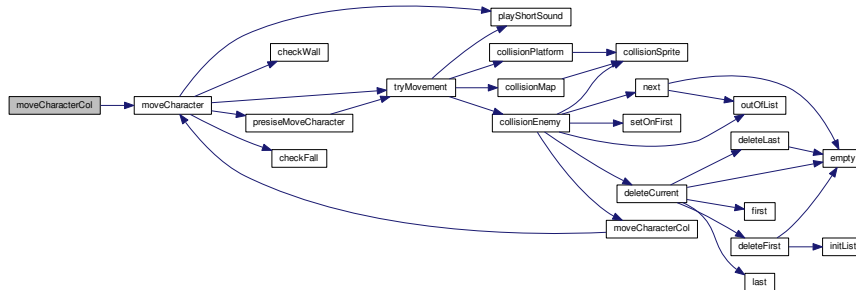 moveCharacterCol
moveCharacter
playShortSound
checkWall
tryMovement
presiseMoveCharacter
checkFall
collisionPlatform
collisionMap
collisionEnemy
collisionSprite
next
setOnFirst
outOfList
deleteCurrent
moveCharacterCol
deleteLast
empty
first
deleteFirst
initList
last